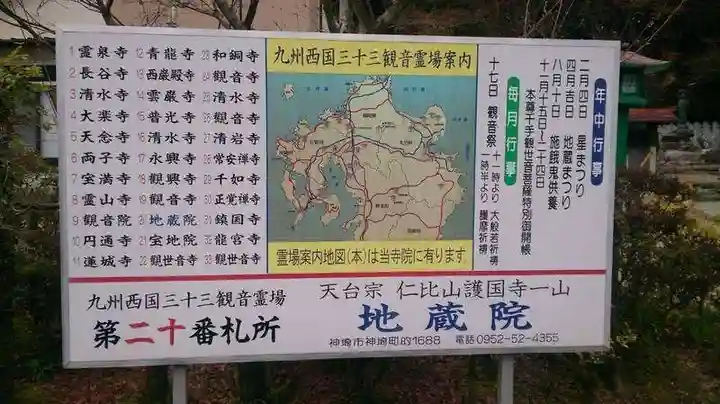 1 霊泉寺
2 長谷寺
3 清水寺
4 大楽寺
5 天念寺
6 両子寺
7 宝満寺
8 霊山寺
9 観音院
10 円通寺
11 蓮城寺
12 青龍寺
13 西巌殿寺
14 雲巌寺
15 普光寺
16 清水寺
17 永興寺
18 観興寺
19 観音寺
20 地蔵院
21 宝地院
22 観世音寺
23 和銅寺
24 観音寺
25 清水寺
26 観音寺
27 清岩寺
28 常安禅寺
29 千如寺
30 正覚禅寺
31 鎮国寺
32 龍宮寺
33 観世音寺
九州西国三十三観音霊場案内
霊場案内地図(本)は当寺院に有ります。
年中行事
二月四日 星まつり
四月吉日 地蔵まつり
八月十日 施餓鬼供養
十一月十五日〜二十四日
本尊千手観世音菩薩特別御開帳
毎月行事
十七日 観音祭 十一時より 大般若祈祷
時半より 護摩祈祷
九州西国三十三観音霊場
第二十番札所
天台宗 仁比山護国寺一山
地蔵院
神埼市神埼町的1688 電話0952-52-4355